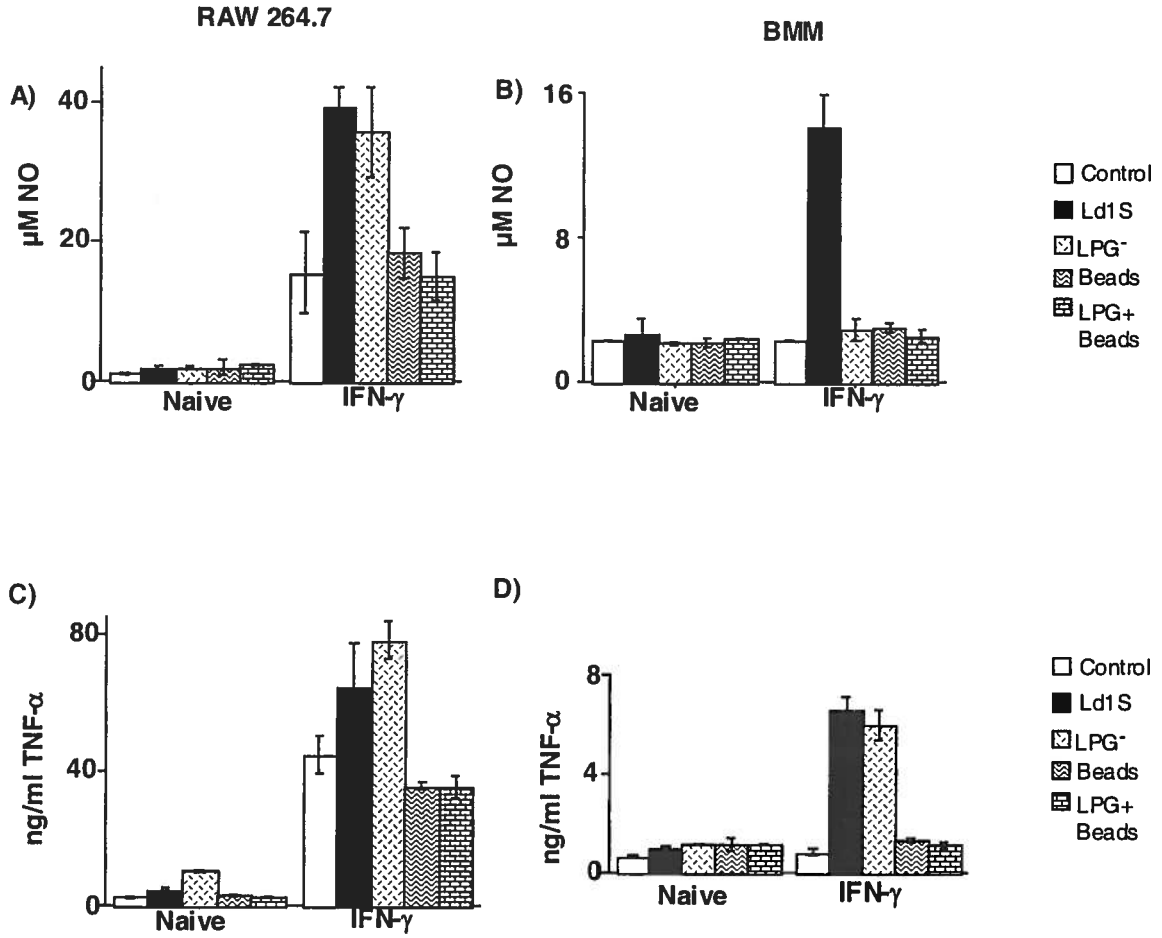 RAW 264.7
BMM
A)
µM NO
40
20
0
Naive
IFN-γ
B)
µM NO
16
8
0
Naive
IFN-γ
Control
Ld1S
LPG⁻
Beads
LPG+
Beads
C)
ng/ml TNF-α
80
40
0
Naive
IFN-γ
D)
ng/ml TNF-α
8
4
0
Naive
IFN-γ
Control
Ld1S
LPG⁻
Beads
LPG+
Beads